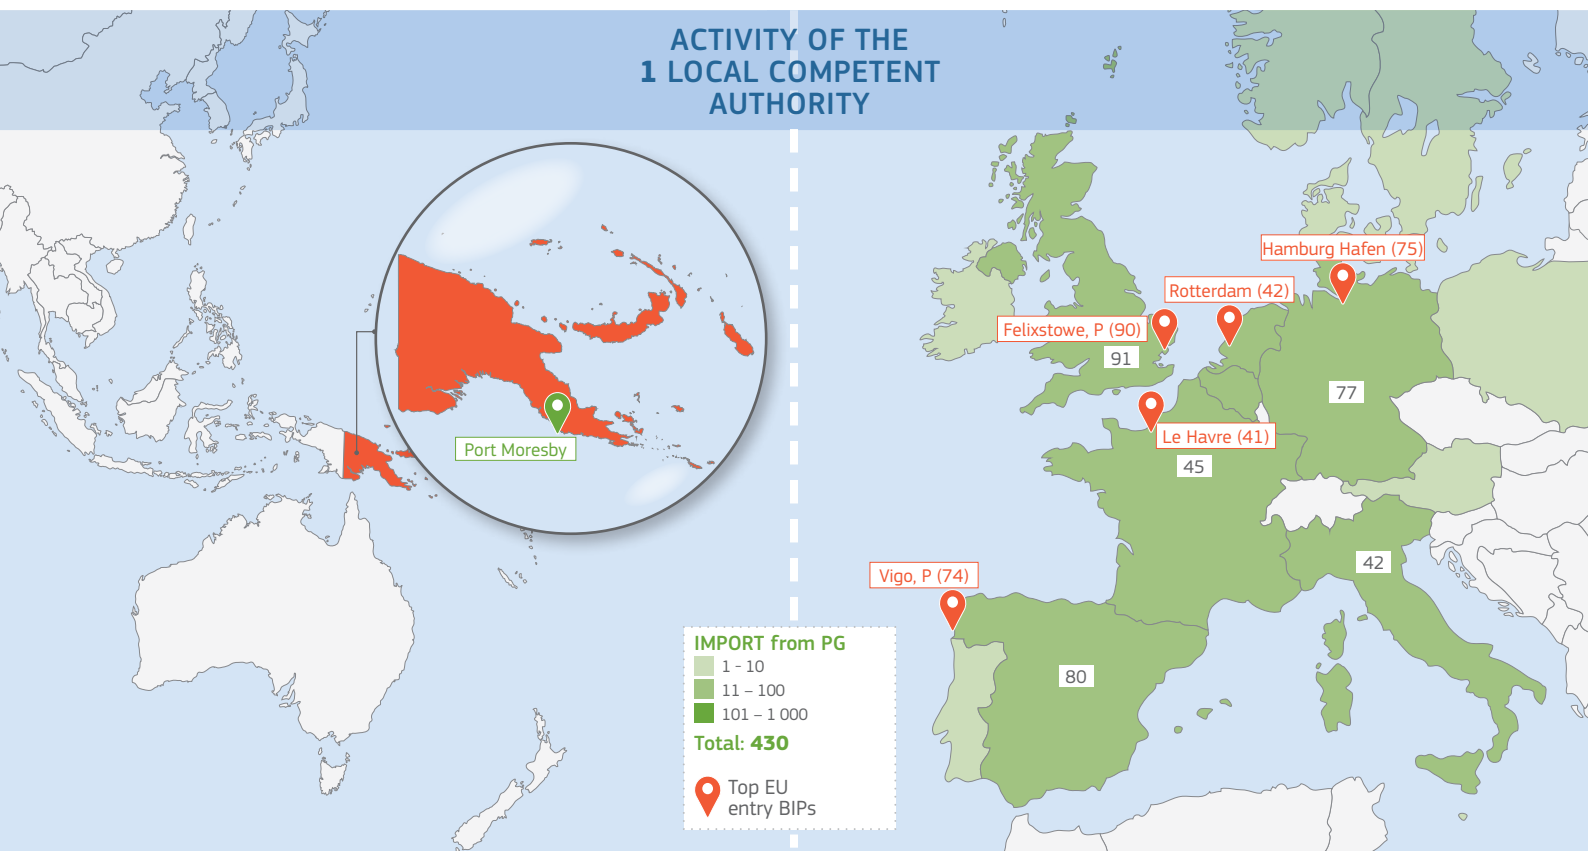 ACTIVITY OF THE
1 LOCAL COMPETENT
AUTHORITY
Port Moresby
Hamburg Hafen (75)
Rotterdam (42)
Felixstowe, P (90)
91
77
Le Havre (41)
45
42
Vigo, P (74)
80
IMPORT from PG
1 - 10
11 – 100
101 – 1 000
Total: 430
Top EU
entry BIPs